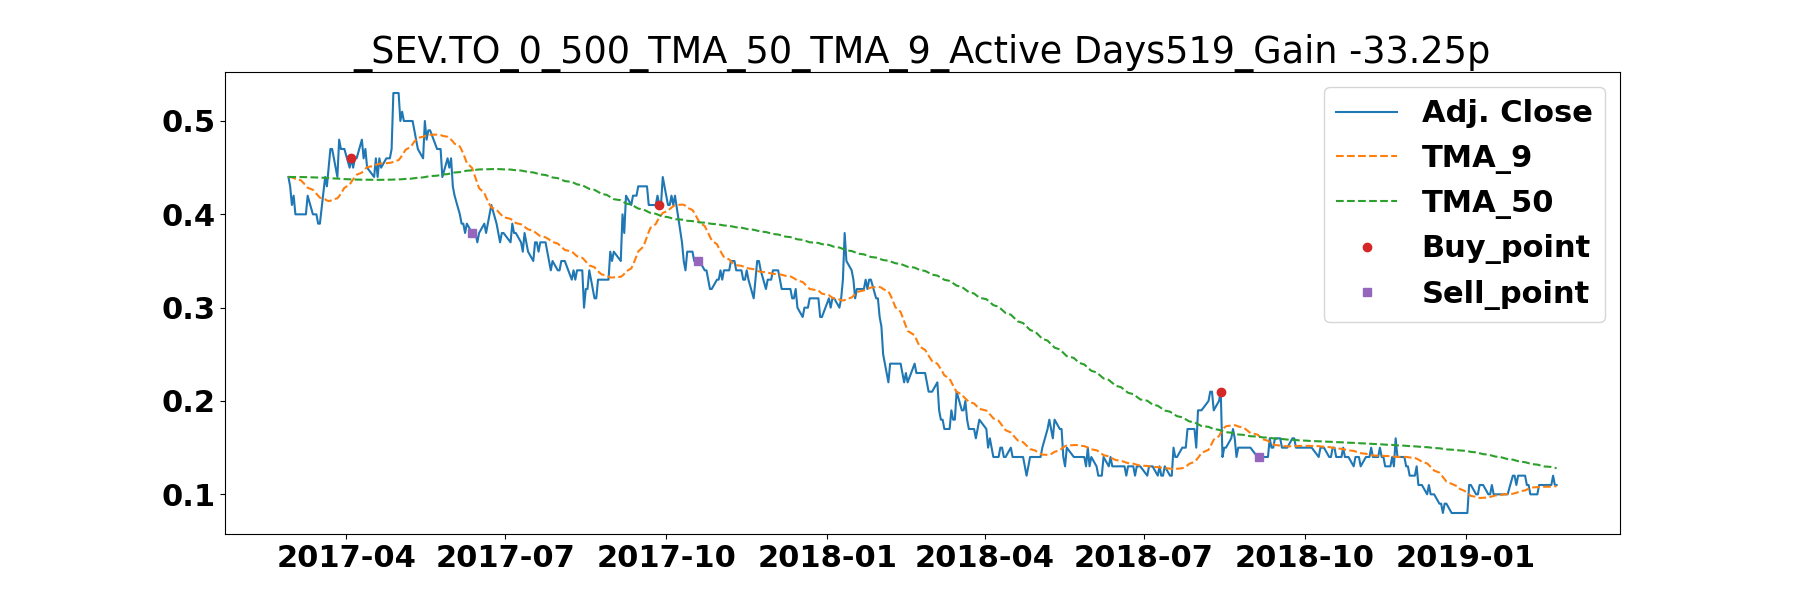 _SEV.TO_0_500_TMA_50_TMA_9_Active Days519_Gain -33.25p
0.5
0.4
0.3
0.2
0.1
Adj. Close
TMA_9
TMA_50
Buy_point
Sell_point
2017-04 2017-07 2017-10 2018-01 2018-04 2018-07 2018-10 2019-01